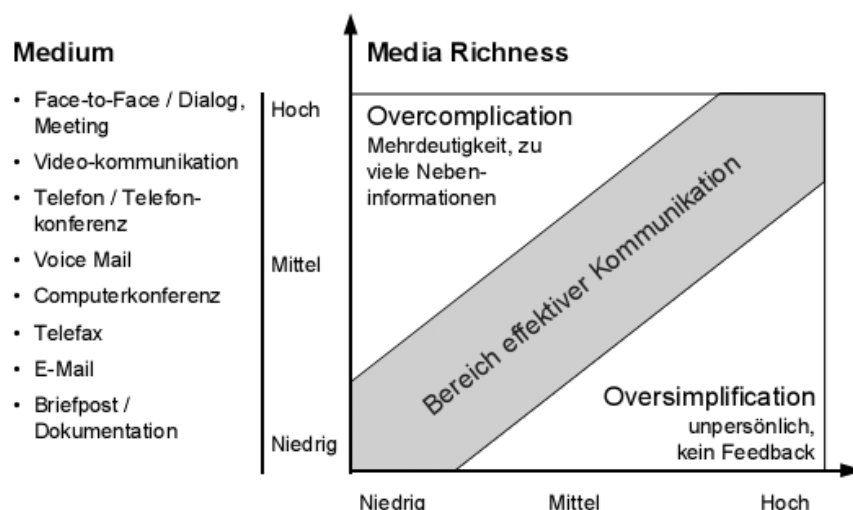 Medium
• Face-to-Face / Dialog,
Meeting
• Video-kommunikation
• Telefon / Telefon-
konferenz
• Voice Mail
• Computerkonferenz
• Telefax
• E-Mail
• Briefpost /
Dokumentation
Media Richness
Hoch
Mittel
Niedrig
Overcomplication
Mehrdeutigkeit, zu
viele Neben-
informationen
Bereich effektiver Kommunikation
Oversimplification
unpersönlich,
kein Feedback
Niedrig
Mittel
Hoch